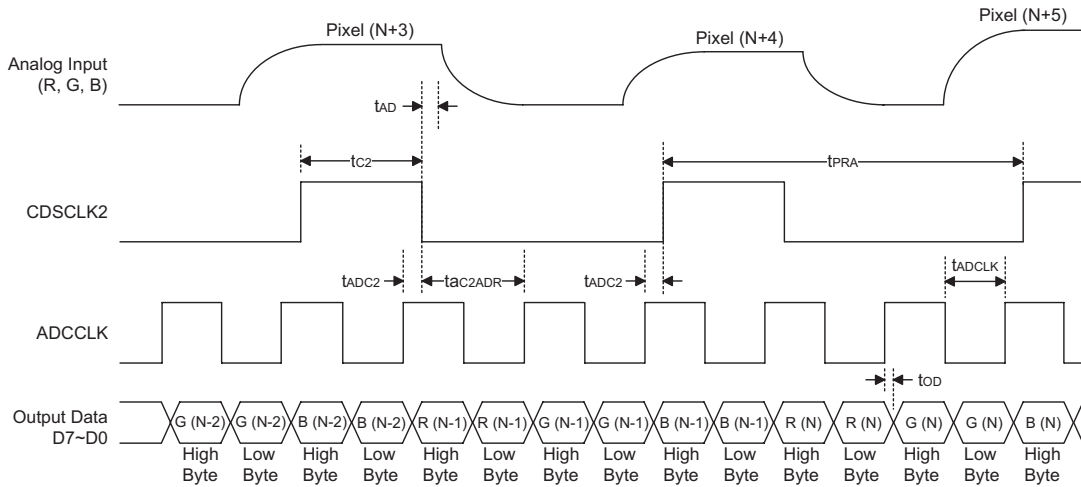 Pixel (N+3)
Pixel (N+4)
Pixel (N+5)
Analog Input
(R, G, B)
tAD
tC2
tPRA
CDSCLK2
tADC2
taC2ADR
tADC2
tADCLK
ADCCLK
tOD
Output Data
D7~D0
G (N-2) G (N-2) B (N-2) B (N-2) R (N-1) R (N-1) G (N-1) G (N-1) B (N-1) B (N-1) R (N) R (N) G (N) G (N) B (N)
High Low High Low High Low High Low High Low High Low High Low High
Byte Byte Byte Byte Byte Byte Byte Byte Byte Byte Byte Byte Byte Byte Byte